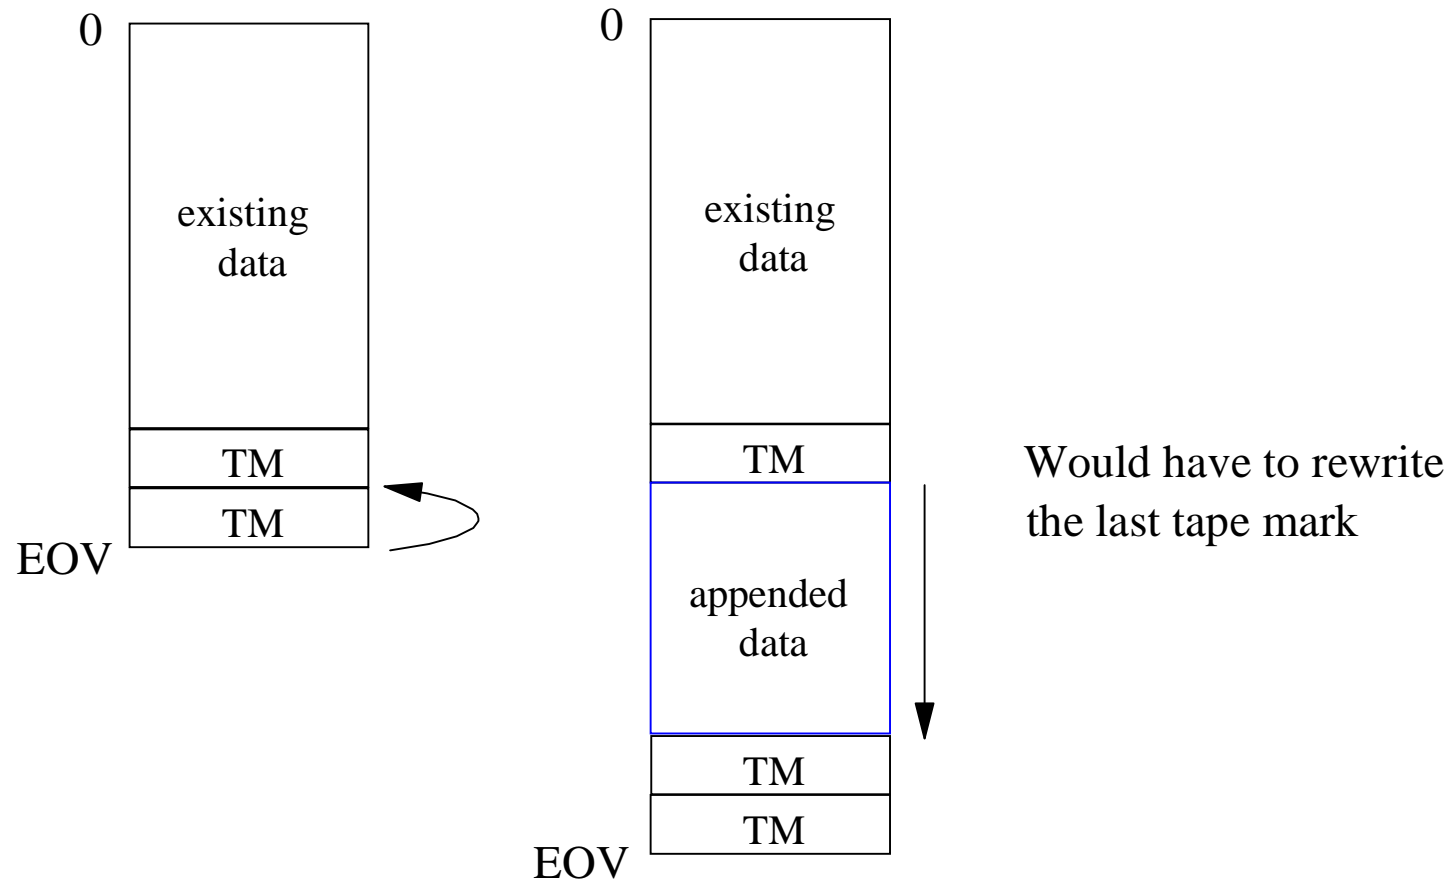 0
existing
data
TM
TM
EOV
0
existing
data
TM
appended
data
TM
TM
EOV
Would have to rewrite
the last tape mark